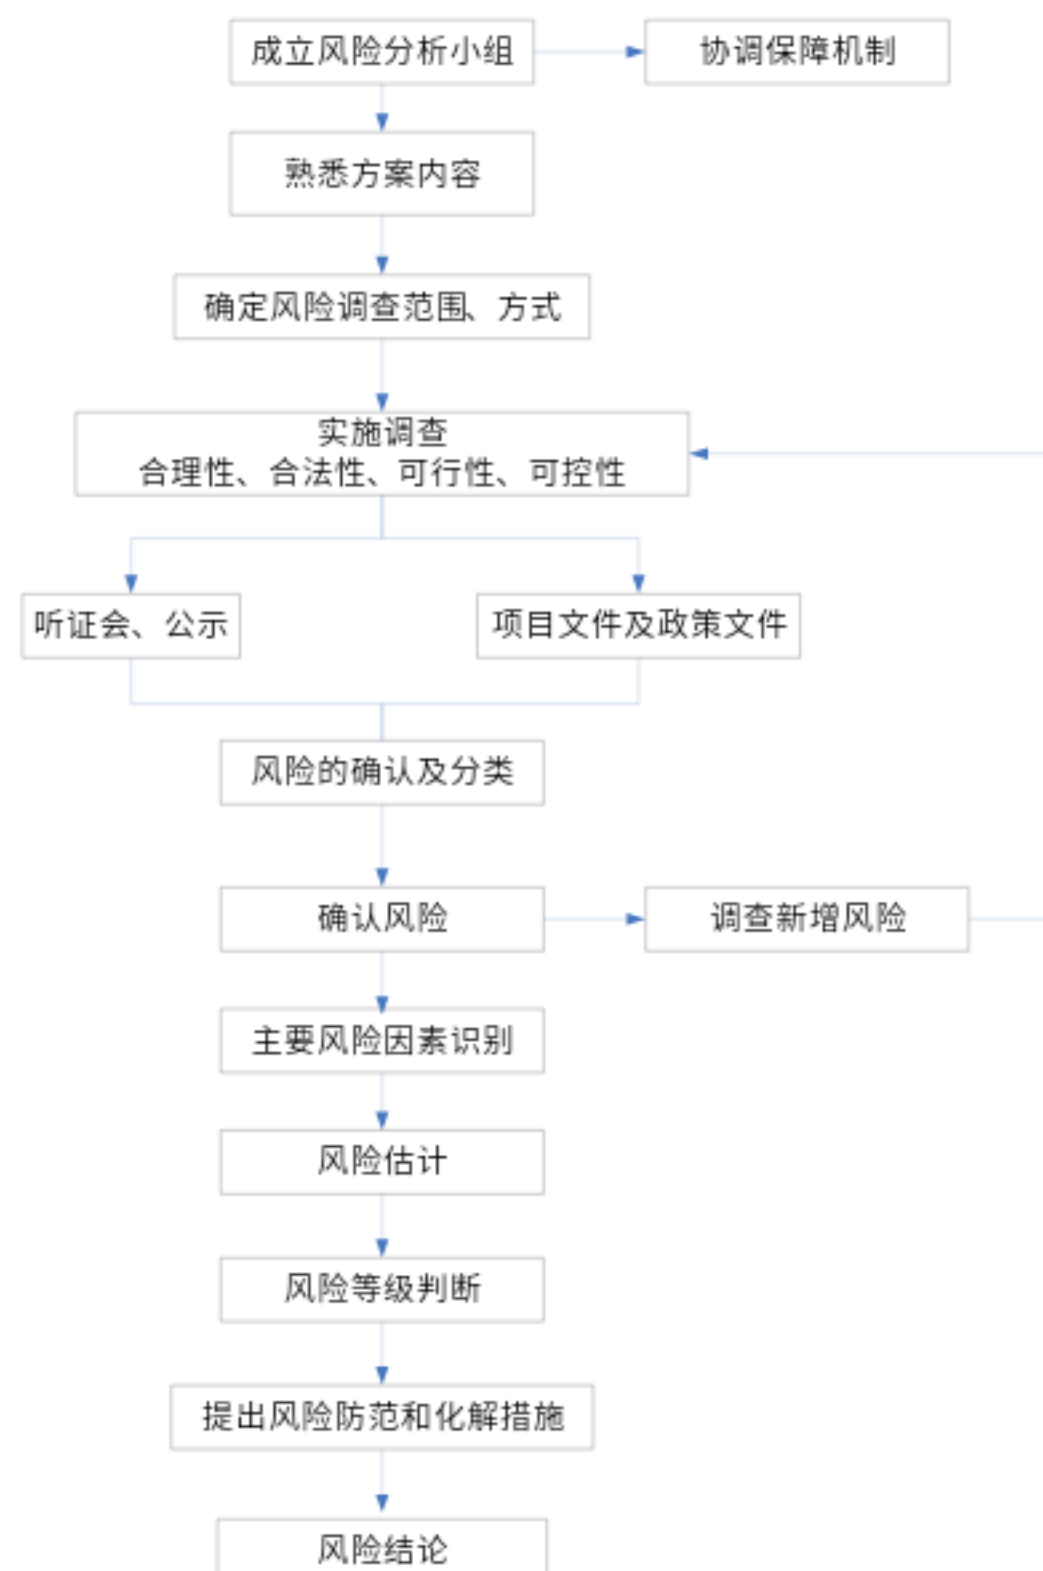 成立风险分析小组
协调保障机制
熟悉方案内容
确定风险调查范围、方式
实施调查
合理性、合法性、可行性、可控性
听证会、公示
项目文件及政策文件
风险的确认及分类
确认风险
调查新增风险
主要风险因素识别
风险估计
风险等级判断
提出风险防范和化解措施
风险结论